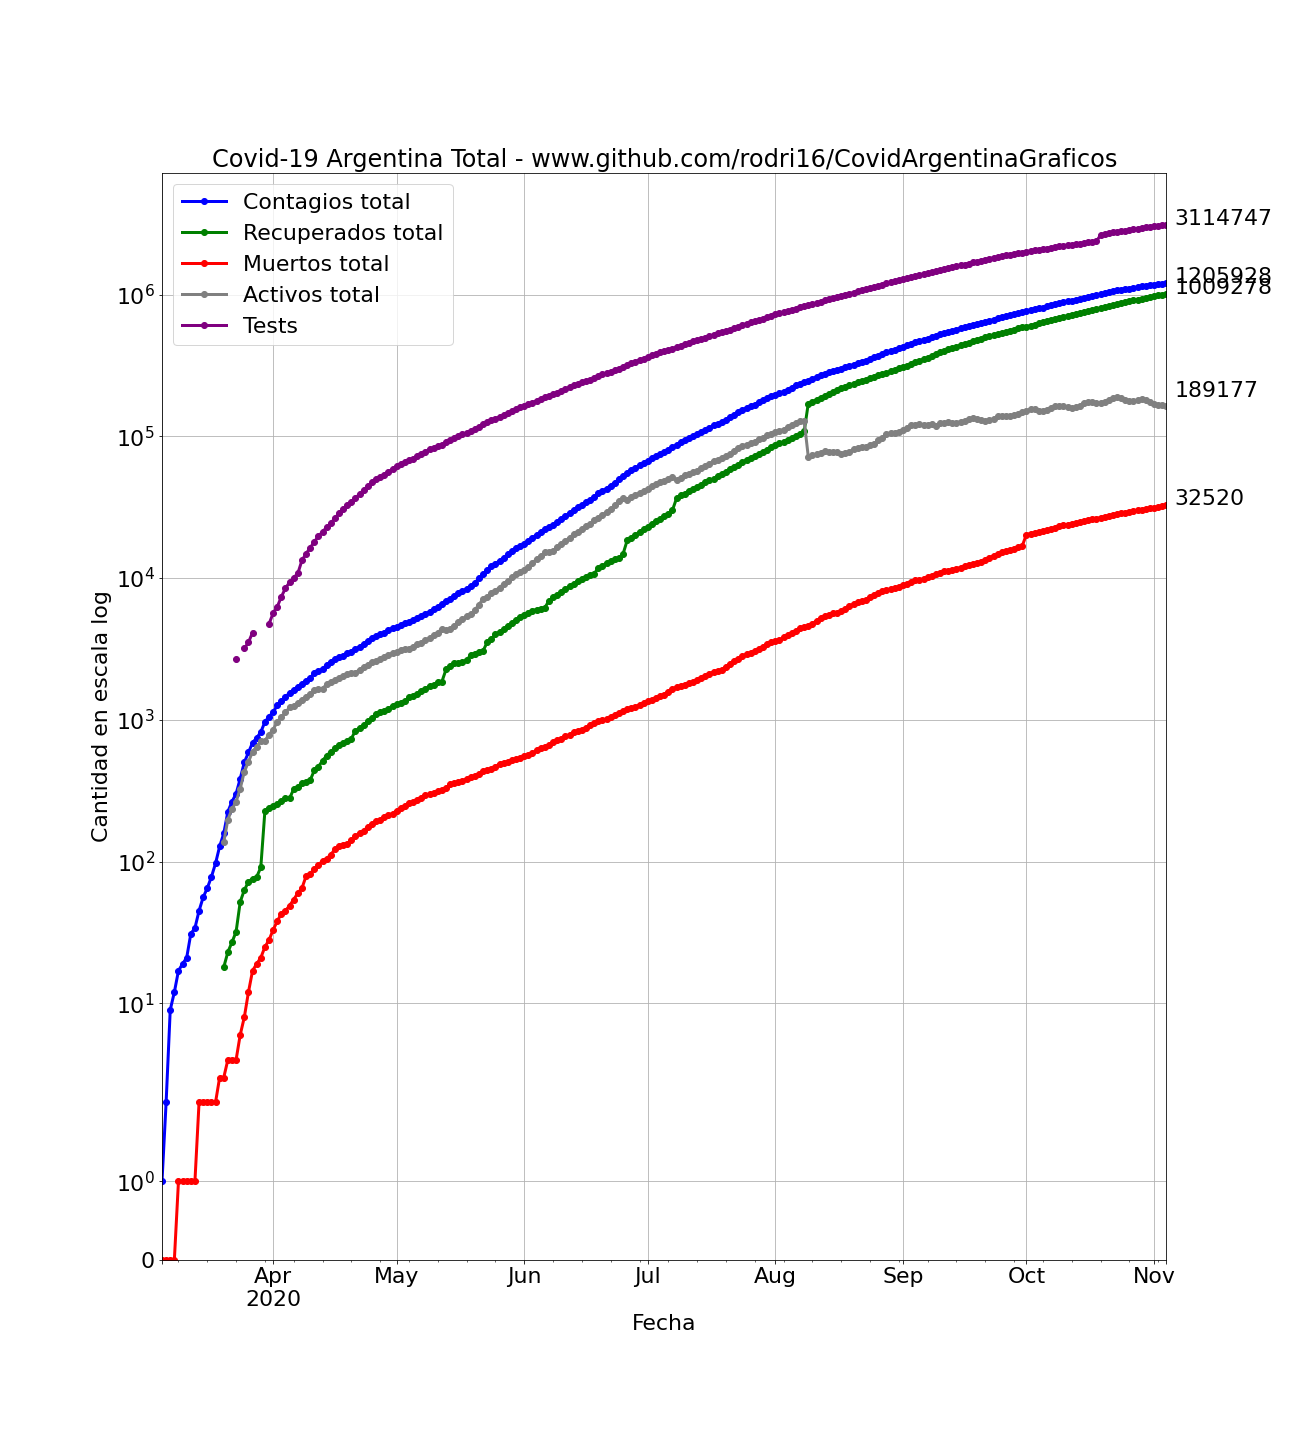 Covid-19 Argentina Total - www.github.com/rodri16/CovidArgentinaGraficos
Contagios total
Recuperados total
Muertos total
Activos total
Tests
3114747
1205928
1009278
189177
32520
10^6
10^5
10^4
10^3
10^2
10^1
10^0
0
Cantidad en escala log
Apr May Jun Jul Aug Sep Oct Nov
2020
Fecha